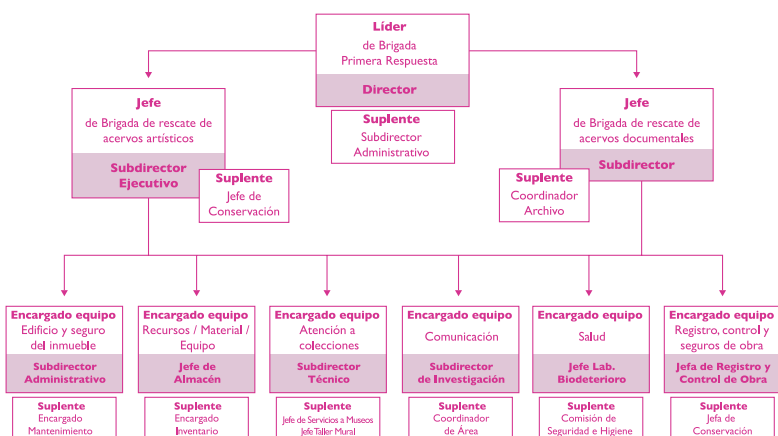 Líder
de Brigada
Primera Respuesta
Director
Suplente
Subdirector
Administrativo
Jefe
de Brigada de rescate de
acervos artísticos
Subdirector
Ejecutivo
Suplente
Jefe de
Conservación
Jefe
de Brigada de rescate de
acervos documentales
Subdirector
Suplente
Coordinador
Archivo
Encargado equipo
Edificio y seguro
del inmueble
Subdirector
Administrativo
Suplente
Encargado
Mantenimiento
Encargado equipo
Recursos / Material /
Equipo
Jefe de
Almacén
Suplente
Encargado
Inventario
Encargado equipo
Atención a
colecciones
Subdirector
Técnico
Suplente
Jefe de Servicios a Museos
Jefe Taller Mural
Encargado equipo
Comunicación
Subdirector
de Investigación
Suplente
Coordinador
de Área
Encargado equipo
Salud
Jefe Lab.
Biodeterioro
Suplente
Comisión de
Seguridad e Higiene
Encargado equipo
Registro, control y
seguros de obra
Jefa de Registro y
Control de Obra
Suplente
Jefa de
Conservación